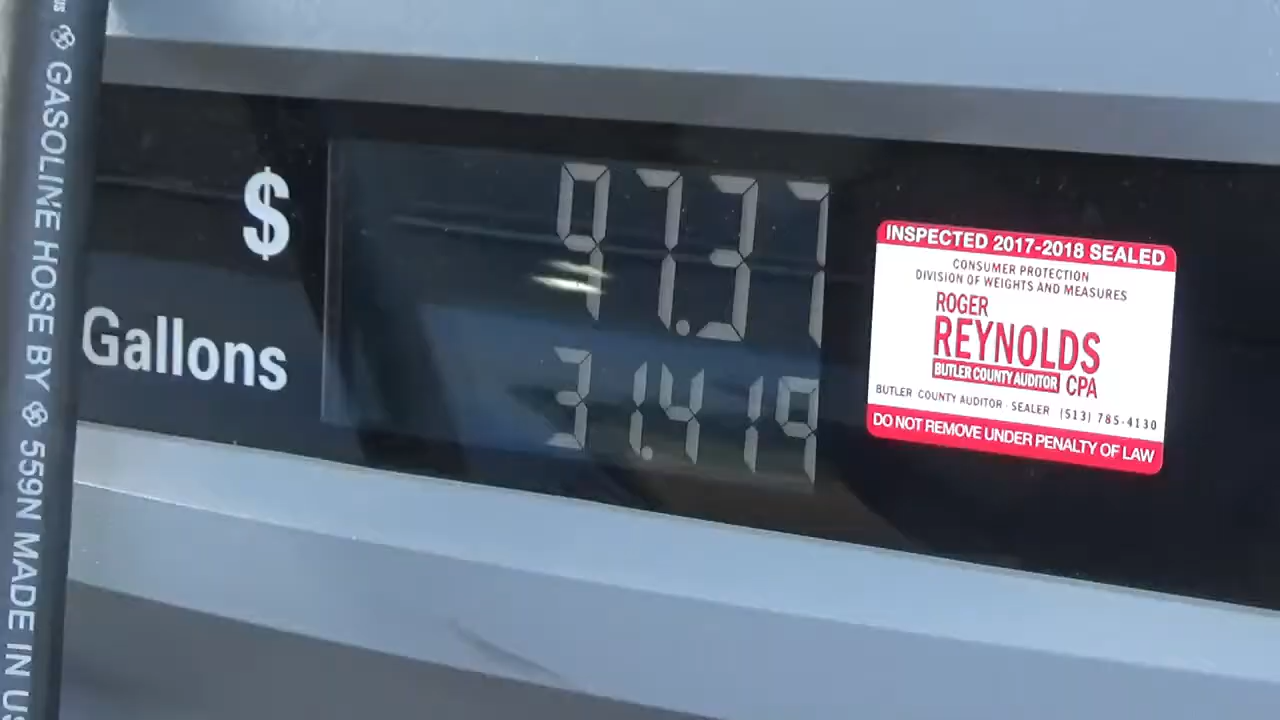 GASOLINE HOSE BY
559N MADE IN US
$ 97.37
Gallons 31.419
INSPECTED 2017-2018 SEALED
CONSUMER PROTECTION
DIVISION OF WEIGHTS AND MEASURES
ROGER
REYNOLDS
BUTLER COUNTY AUDITOR CPA
BUTLER COUNTY AUDITOR · SEALER (513) 785-4130
DO NOT REMOVE UNDER PENALTY OF LAW